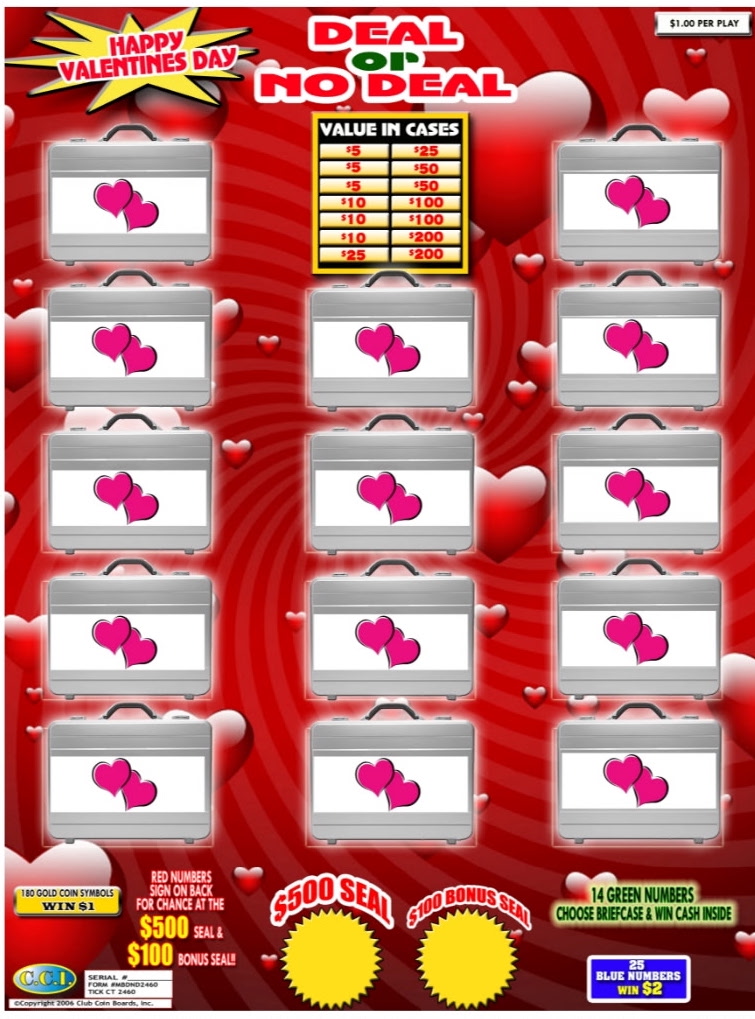 HAPPY
VALENTINES DAY
DEAL
or
NO DEAL
$1.00 PER PLAY
VALUE IN CASES
$5 $25
$5 $50
$5 $50
$10 $100
$10 $100
$10 $200
$25 $200
180 GOLD COIN SYMBOLS
WIN $1
RED NUMBERS
SIGN ON BACK
FOR CHANCE AT THE
$500 SEAL &
$100 BONUS SEAL!!
$500 SEAL
$100 BONUS SEAL
14 GREEN NUMBERS
CHOOSE BRIEFCASE & WIN CASH INSIDE
25
BLUE NUMBERS
WIN $2
C.C.I.
SERIAL #
FORM #MBDND2460
TICK CT 2460
©Copyright 2006 Club Coin Boards, Inc.